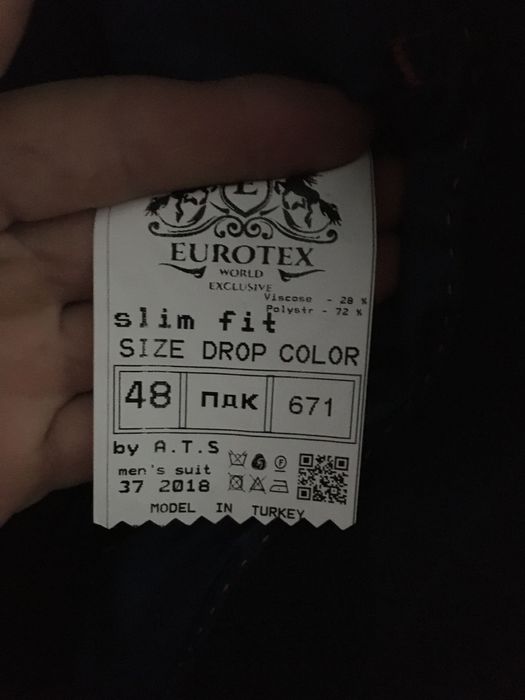 E
EUROTEX
WORLD
EXCLUSIVE
Viscose - 28 %
Polystr - 72 %
slim fit
SIZE DROP COLOR
48 ПДК 671
by A.T.S
men's suit
37 2018
F
MODEL IN TURKEY